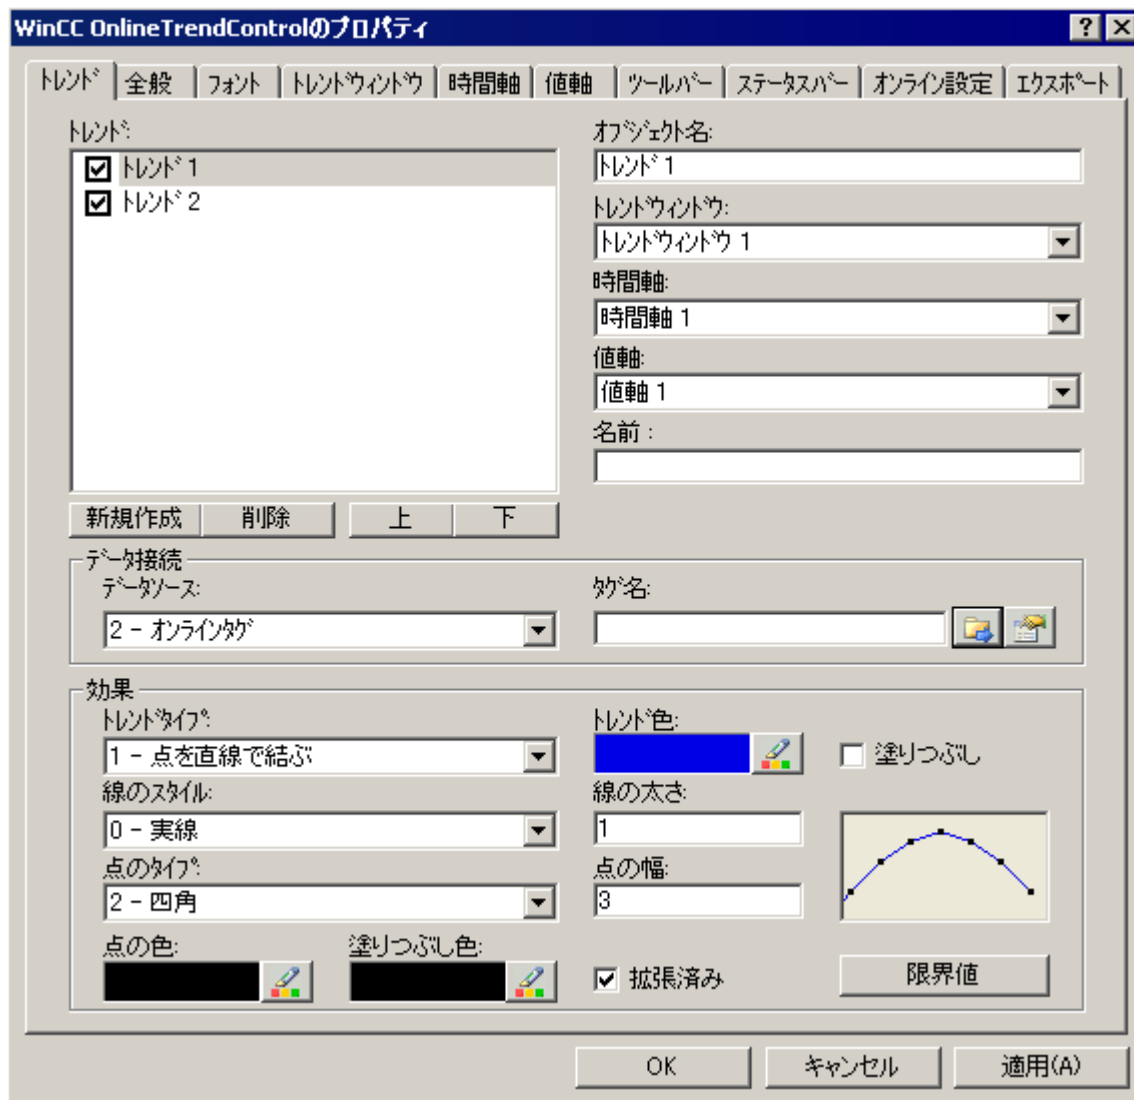 WinCC OnlineTrendControlのプロパティ
トレンド 全般 フォント トレンドウィンドウ 時間軸 値軸 ツールバー ステータスバー オンライン設定 エクスポート
トレンド:
トレンド 1
トレンド 2
新規作成 削除 上 下
オブジェクト名:
トレンド 1
トレンドウィンドウ:
トレンドウィンドウ 1
時間軸:
時間軸 1
値軸:
値軸 1
名前 :
データ接続
データソース:
2 - オンラインタグ
タグ名:
効果
トレンドタイプ:
1 - 点を直線で結ぶ
トレンド色:
塗りつぶし
線のスタイル:
0 - 実線
線の太さ:
1
点のタイプ:
2 - 四角
点の幅:
3
点の色:
塗りつぶし色:
拡張済み
限界値
OK キャンセル 適用(A)